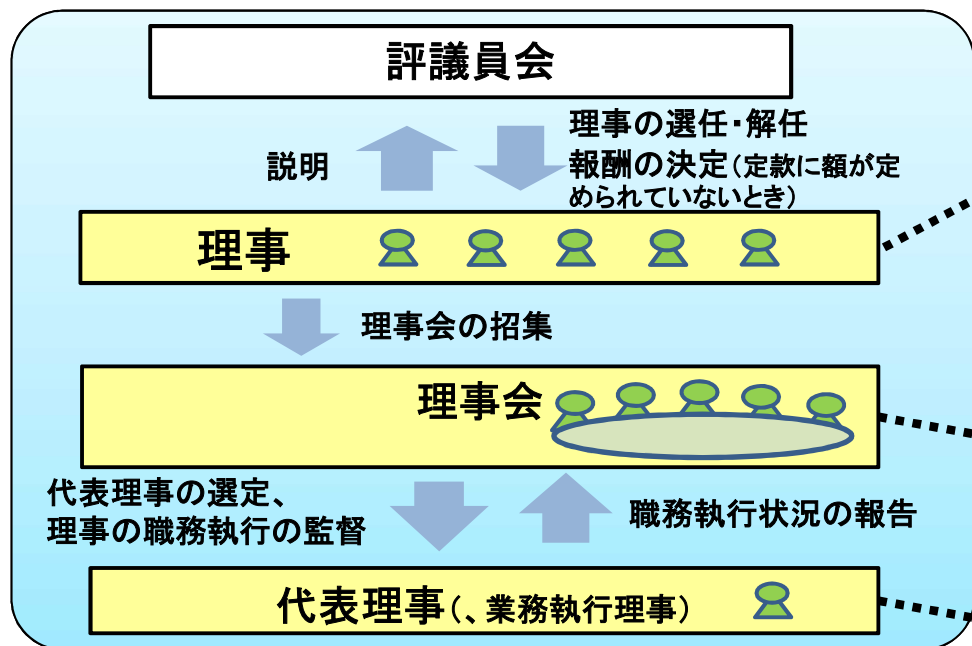 評議員会
説明
理事の選任・解任
報酬の決定(定款に額が定
められていないとき)
理事
理事会の招集
理事会
代表理事の選定、
理事の職務執行の監督
職務執行状況の報告
代表理事(、業務執行理事)